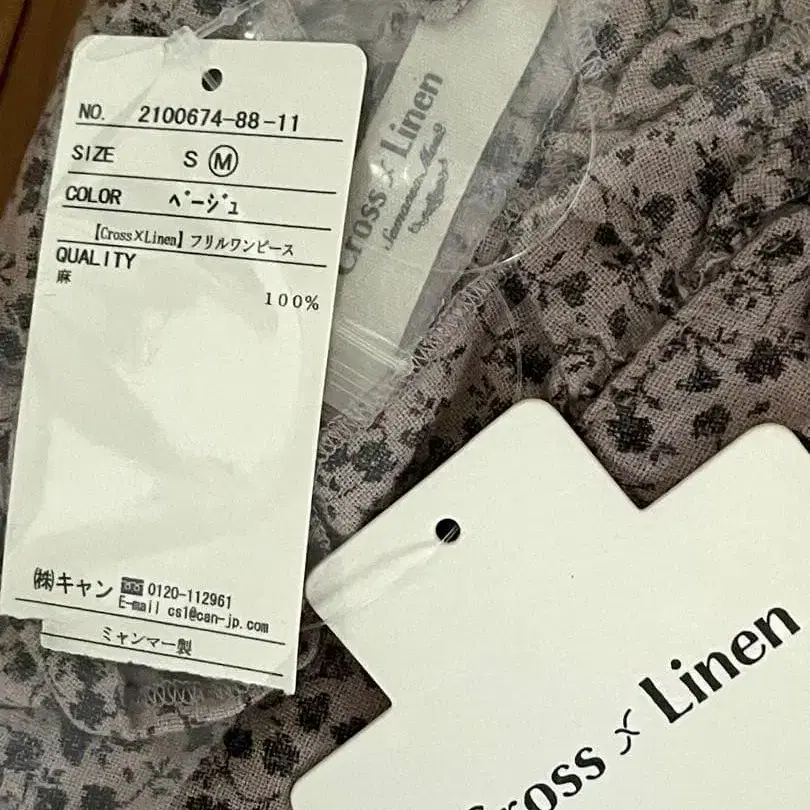 NO. 2100674-88-11
SIZE S Ⓜ
COLOR ベージュ
【Cross×Linen】フリルワンピース
QUALITY
麻
100%
㈱キャン 0120-112961
E-mail cs1@can-jp.com
ミャンマー製
Cross x Linen
Cross x Linen